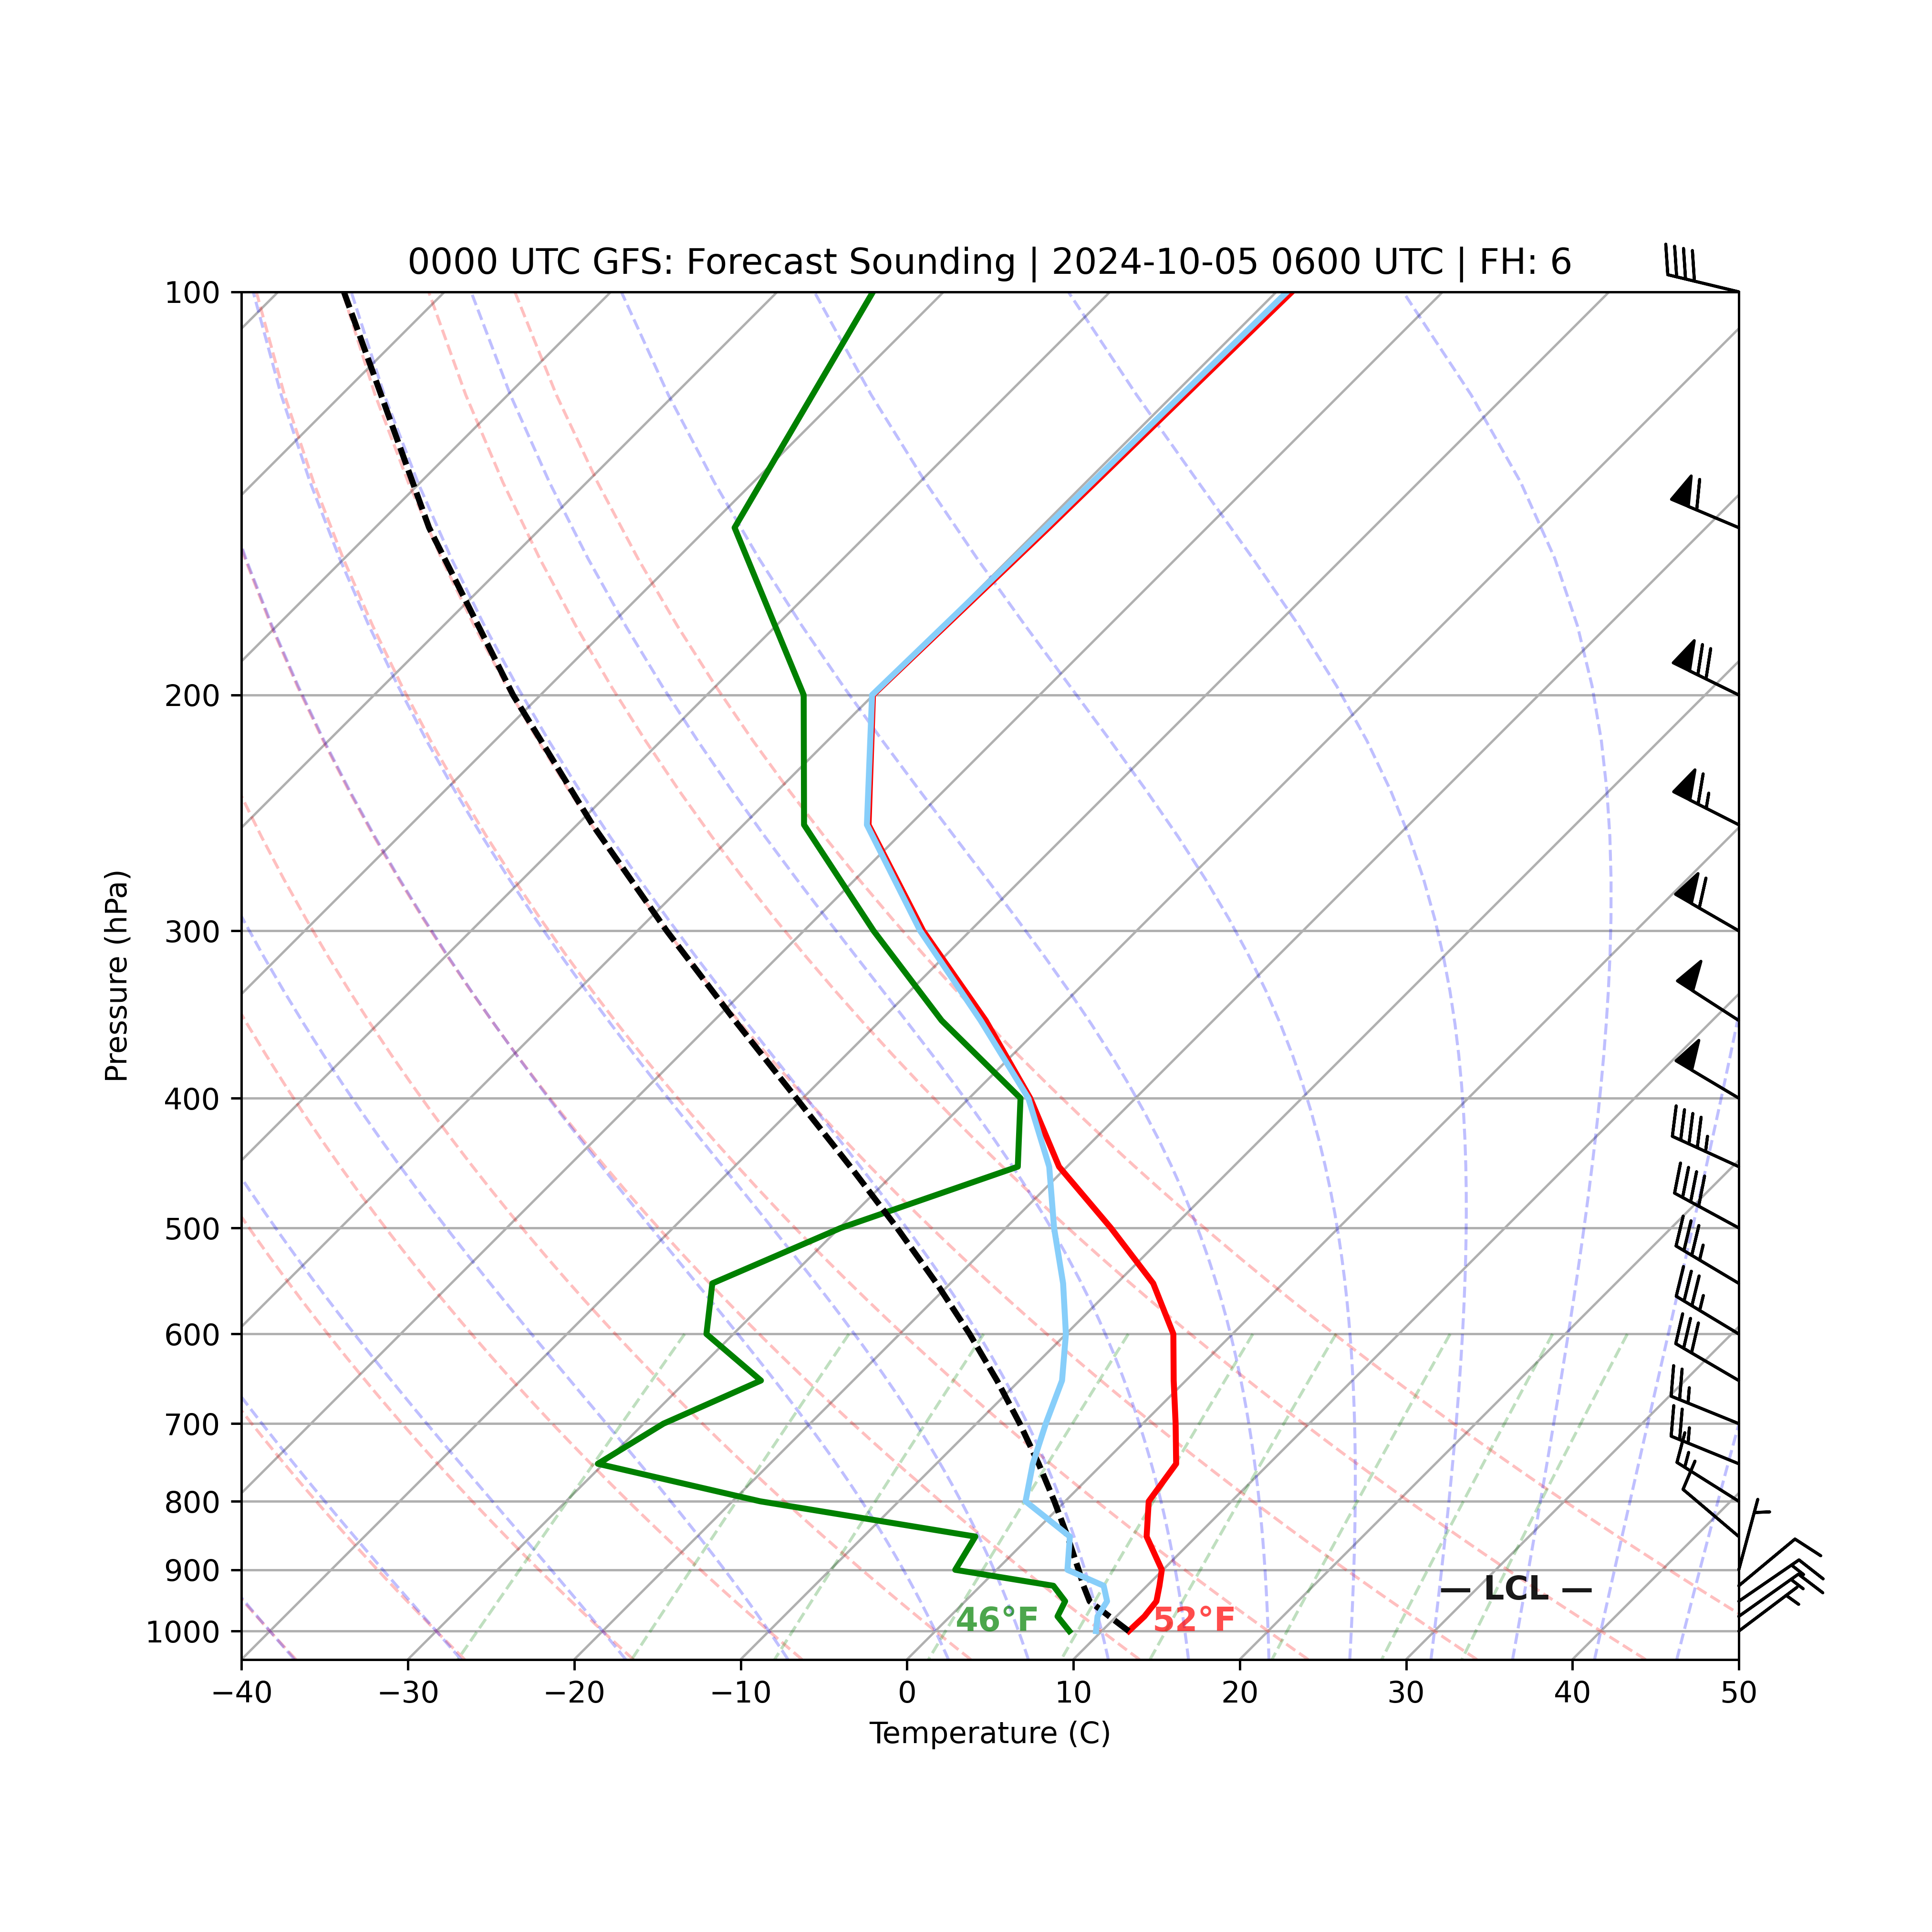 0000 UTC GFS: Forecast Sounding | 2024-10-05 0600 UTC | FH: 6
100
200
300
400
500
600
700
800
900
1000
Pressure (hPa)
— LCL —
46°F
52°F
−40 −30 −20 −10 0 10 20 30 40 50
Temperature (C)